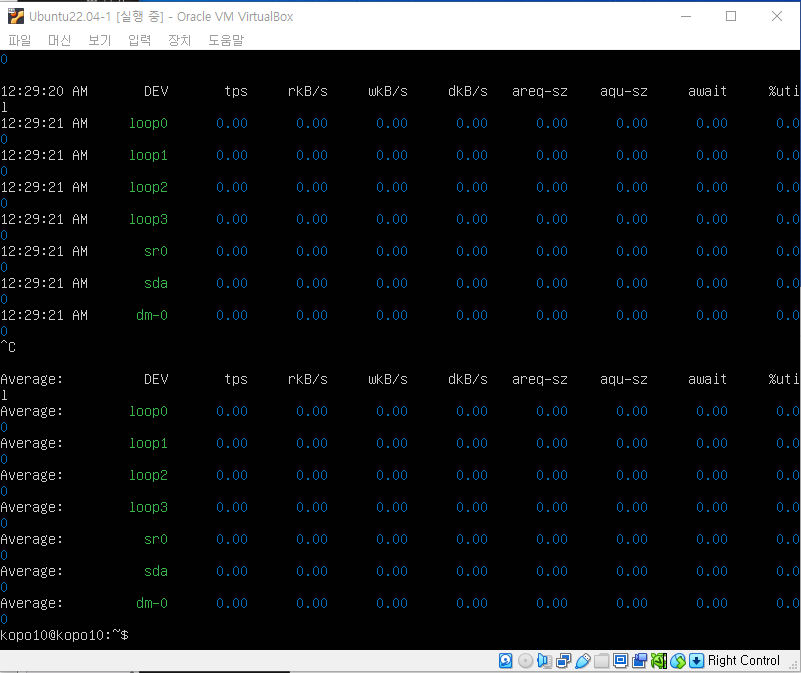 Ubuntu22.04-1 [실행 중] - Oracle VM VirtualBox
파일 머신 보기 입력 장치 도움말
0
12:29:20 AM DEV tps rkB/s wkB/s dkB/s areq-sz aqu-sz await %uti
l
12:29:21 AM loop0 0.00 0.00 0.00 0.00 0.00 0.00 0.00 0.0
0
12:29:21 AM loop1 0.00 0.00 0.00 0.00 0.00 0.00 0.00 0.0
0
12:29:21 AM loop2 0.00 0.00 0.00 0.00 0.00 0.00 0.00 0.0
0
12:29:21 AM loop3 0.00 0.00 0.00 0.00 0.00 0.00 0.00 0.0
0
12:29:21 AM sr0 0.00 0.00 0.00 0.00 0.00 0.00 0.00 0.0
0
12:29:21 AM sda 0.00 0.00 0.00 0.00 0.00 0.00 0.00 0.0
0
12:29:21 AM dm-0 0.00 0.00 0.00 0.00 0.00 0.00 0.00 0.0
0
^C
Average: DEV tps rkB/s wkB/s dkB/s areq-sz aqu-sz await %uti
l
Average: loop0 0.00 0.00 0.00 0.00 0.00 0.00 0.00 0.0
0
Average: loop1 0.00 0.00 0.00 0.00 0.00 0.00 0.00 0.0
0
Average: loop2 0.00 0.00 0.00 0.00 0.00 0.00 0.00 0.0
0
Average: loop3 0.00 0.00 0.00 0.00 0.00 0.00 0.00 0.0
0
Average: sr0 0.00 0.00 0.00 0.00 0.00 0.00 0.00 0.0
0
Average: sda 0.00 0.00 0.00 0.00 0.00 0.00 0.00 0.0
0
Average: dm-0 0.00 0.00 0.00 0.00 0.00 0.00 0.00 0.0
0
kopo10@kopo10:~$
Right Control